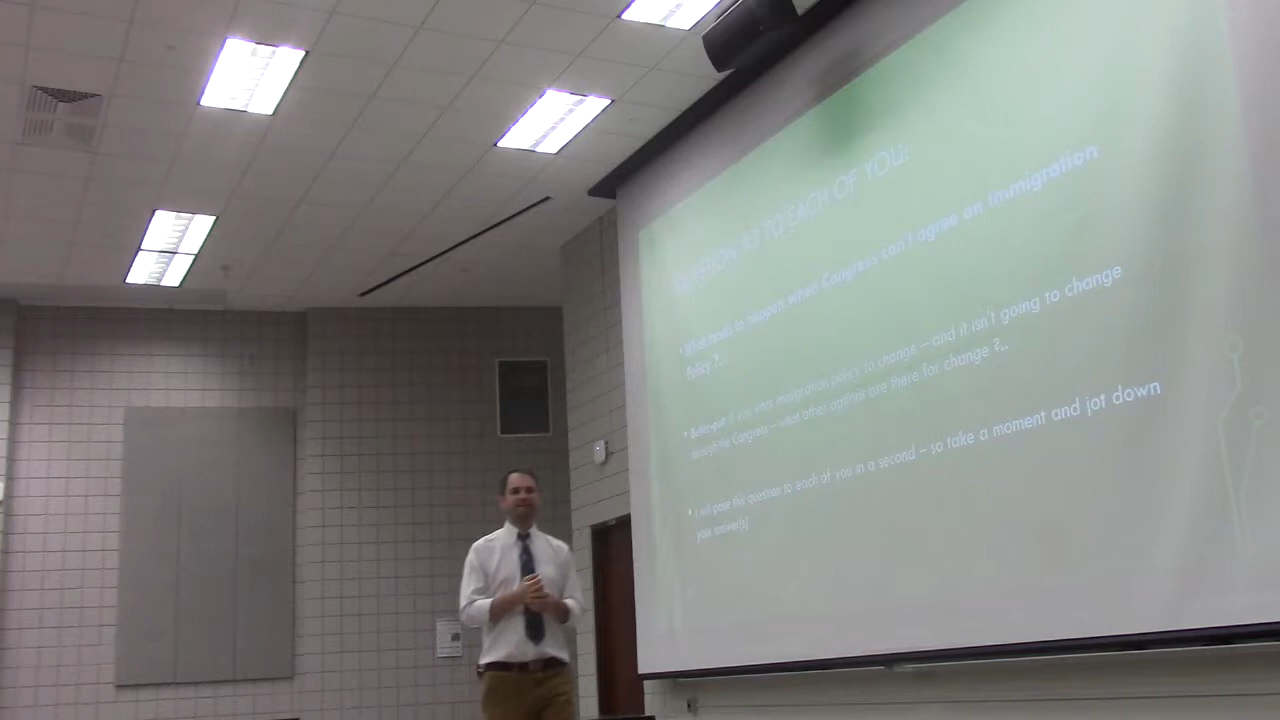 QUESTION #3 TO EACH OF YOU:
• What tends to happen when Congress can't agree on Immigration
Policy ?..
• if you want immigration policy to change – and it isn't going to change
through the Congress – what other options are there for change ?..
• I will pose this question to each of you in a second – so take a moment and jot down
your answer(s)